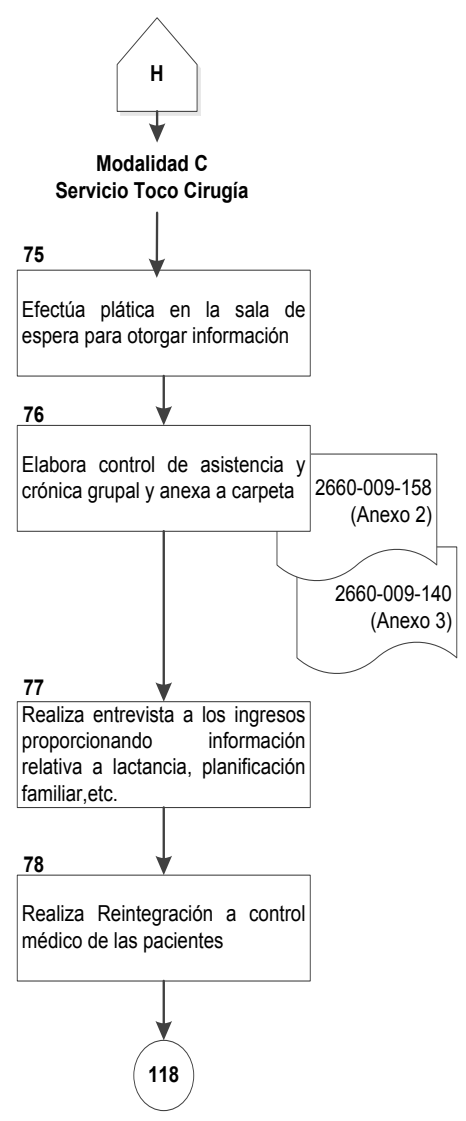 H
Modalidad C
Servicio Toco Cirugía
75
Efectúa plática en la sala de
espera para otorgar información
76
Elabora control de asistencia y
crónica grupal y anexa a carpeta
2660-009-158
(Anexo 2)
2660-009-140
(Anexo 3)
77
Realiza entrevista a los ingresos
proporcionando información
relativa a lactancia, planificación
familiar,etc.
78
Realiza Reintegración a control
médico de las pacientes
118